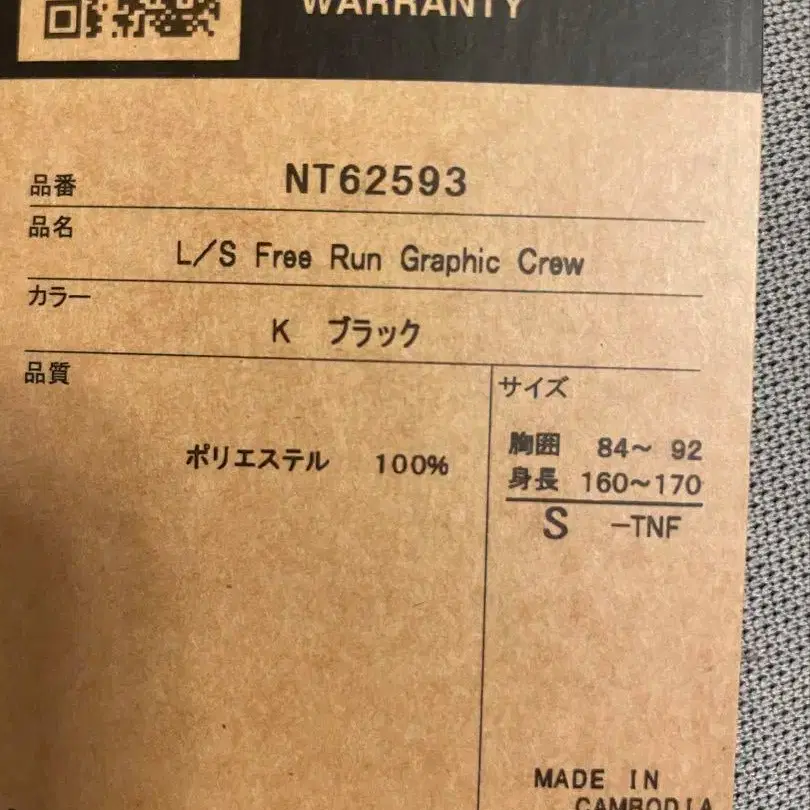 WARRANTY
品番 NT62593
品名
L/S Free Run Graphic Crew
カラー
K ブラック
品質
サイズ
ポリエステル 100%
胸囲 84～ 92
身長 160～170
S -TNF
MADE IN
CAMBODIA